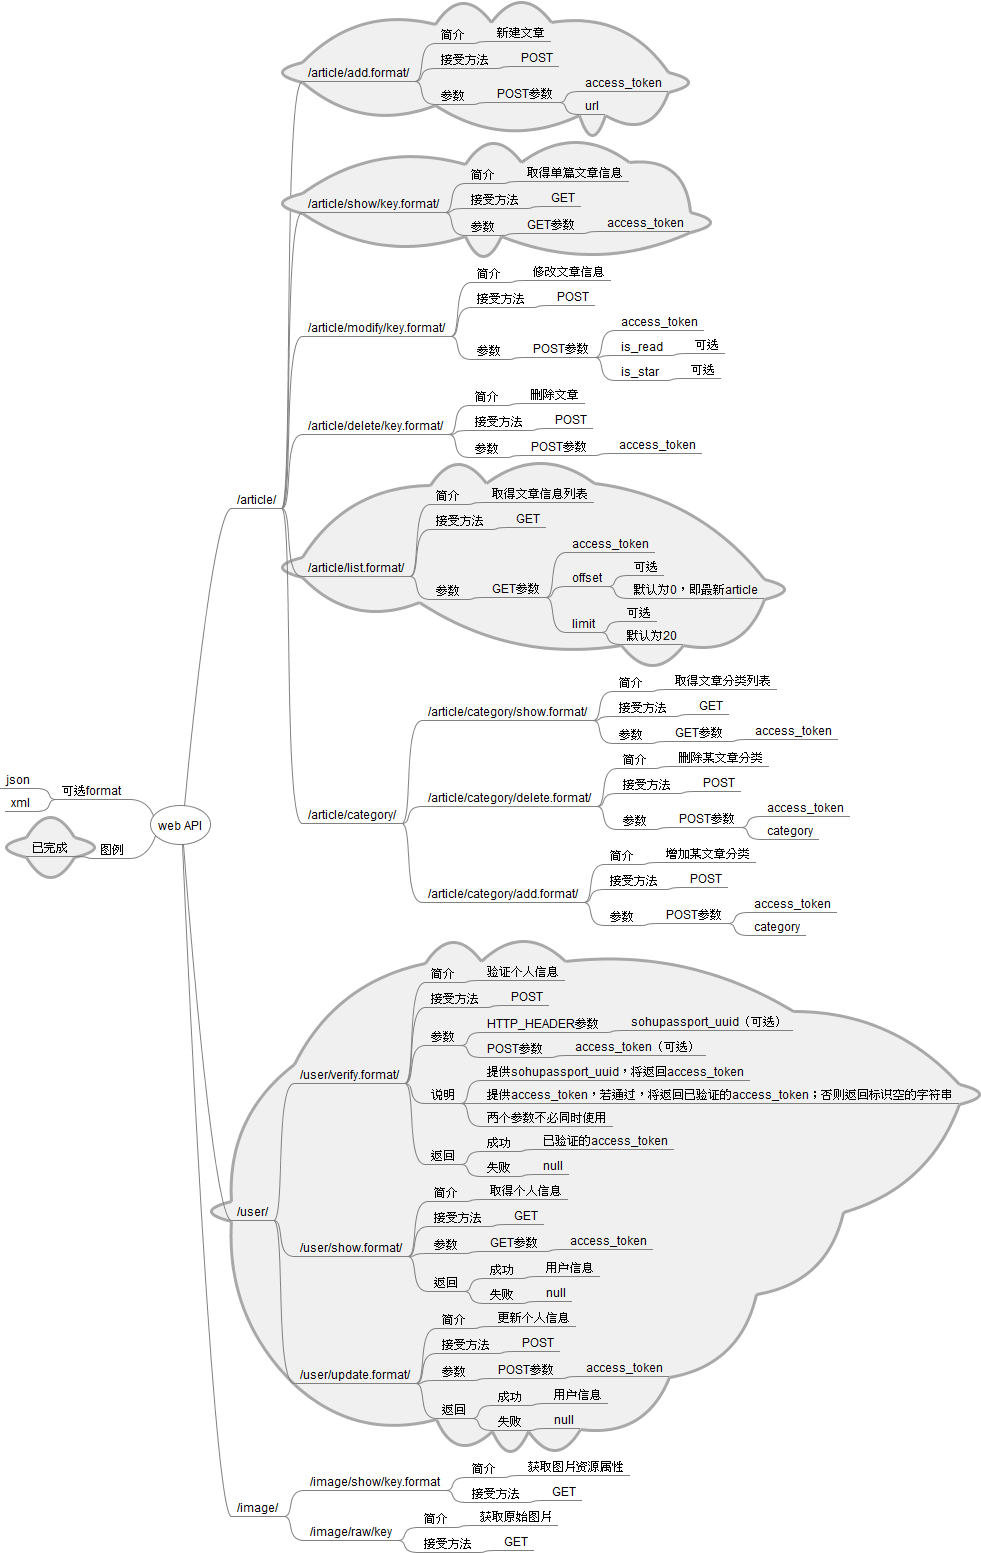 简介
新建文章
接受方法
POST
/article/add.format/
参数
POST参数
access_token
url
简介
取得单篇文章信息
接受方法
GET
/article/show/key.format/
参数
GET参数
access_token
简介
修改文章信息
接受方法
POST
/article/modify/key.format/
参数
POST参数
access_token
is_read
可选
is_star
可选
简介
删除文章
接受方法
POST
/article/delete/key.format/
参数
POST参数
access_token
/article/
简介
取得文章信息列表
接受方法
GET
/article/list.format/
参数
GET参数
access_token
offset
可选
默认为0，即最新article
limit
可选
默认为20
简介
取得文章分类列表
接受方法
GET
/article/category/show.format/
参数
GET参数
access_token
简介
删除某文章分类
接受方法
POST
/article/category/delete.format/
参数
POST参数
access_token
category
/article/category/
简介
增加某文章分类
接受方法
POST
/article/category/add.format/
参数
POST参数
access_token
category
json
xml
可选format
web API
已完成
图例
简介
验证个人信息
接受方法
POST
参数
HTTP_HEADER参数
sohupassport_uuid（可选）
POST参数
access_token（可选）
/user/verify.format/
说明
提供sohupassport_uuid，将返回access_token
提供access_token，若通过，将返回已验证的access_token；否则返回标识空的字符串
两个参数不必同时使用
返回
成功
已验证的access_token
失败
null
/user/
简介
取得个人信息
接受方法
GET
/user/show.format/
参数
GET参数
access_token
返回
成功
用户信息
失败
null
简介
更新个人信息
接受方法
POST
/user/update.format/
参数
POST参数
access_token
返回
成功
用户信息
失败
null
/image/
/image/show/key.format
简介
获取图片资源属性
接受方法
GET
/image/raw/key
简介
获取原始图片
接受方法
GET